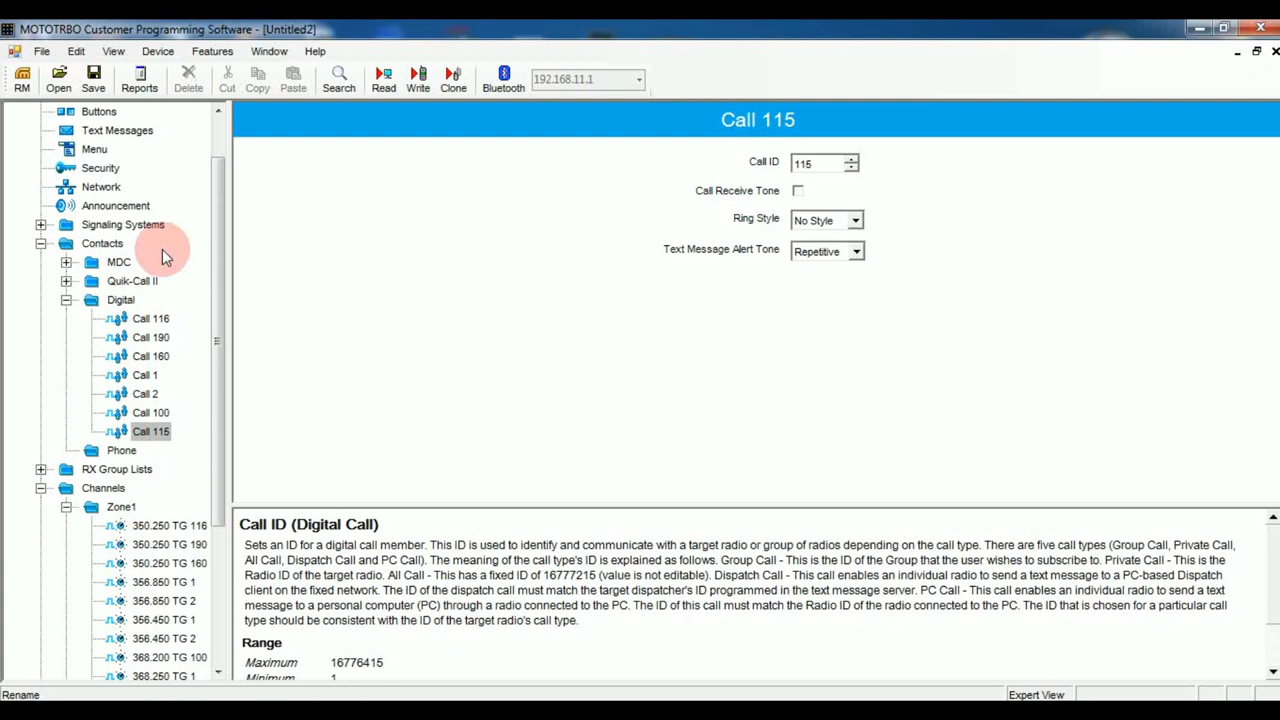 MOTOTRBO Customer Programming Software - [Untitled2]
File Edit View Device Features Window Help
RM Open Save Reports Delete Cut Copy Paste Search Read Write Clone Bluetooth 192.168.11.1
Buttons
Text Messages
Menu
Security
Network
Announcement
Signaling Systems
Contacts
MDC
Quik-Call II
Digital
Call 116
Call 190
Call 160
Call 1
Call 2
Call 100
Call 115
Phone
RX Group Lists
Channels
Zone1
350.250 TG 116
350.250 TG 190
350.250 TG 160
356.850 TG 1
356.850 TG 2
356.450 TG 1
356.450 TG 2
368.200 TG 100
368.250 TG 1
Call 115
Call ID 115
Call Receive Tone
Ring Style No Style
Text Message Alert Tone Repetitive
Call ID (Digital Call)
Sets an ID for a digital call member. This ID is used to identify and communicate with a target radio or group of radios depending on the call type. There are five call types (Group Call, Private Call,
All Call, Dispatch Call and PC Call). The meaning of the call type's ID is explained as follows. Group Call - This is the ID of the Group that the user wishes to subscribe to. Private Call - This is the
Radio ID of the target radio. All Call - This has a fixed ID of 16777215 (value is not editable). Dispatch Call - This call enables an individual radio to send a text message to a PC-based Dispatch
client on the fixed network. The ID of the dispatch call must match the target dispatcher's ID programmed in the text message server. PC Call - This call enables an individual radio to send a text
message to a personal computer (PC) through a radio connected to the PC. The ID of this call must match the Radio ID of the radio connected to the PC. The ID that is chosen for a particular call
type should be consistent with the ID of the target radio's call type.
Range
Maximum 16776415
Minimum 1
Rename Expert View